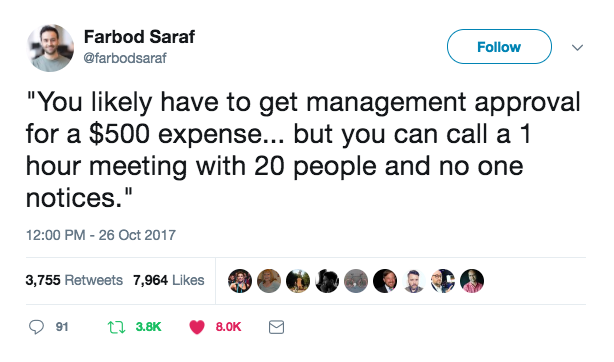 Farbod Saraf
@farbodsaraf
Follow
"You likely have to get management approval
for a $500 expense... but you can call a 1
hour meeting with 20 people and no one
notices."
12:00 PM - 26 Oct 2017
3,755 Retweets 7,964 Likes
91 3.8K 8.0K